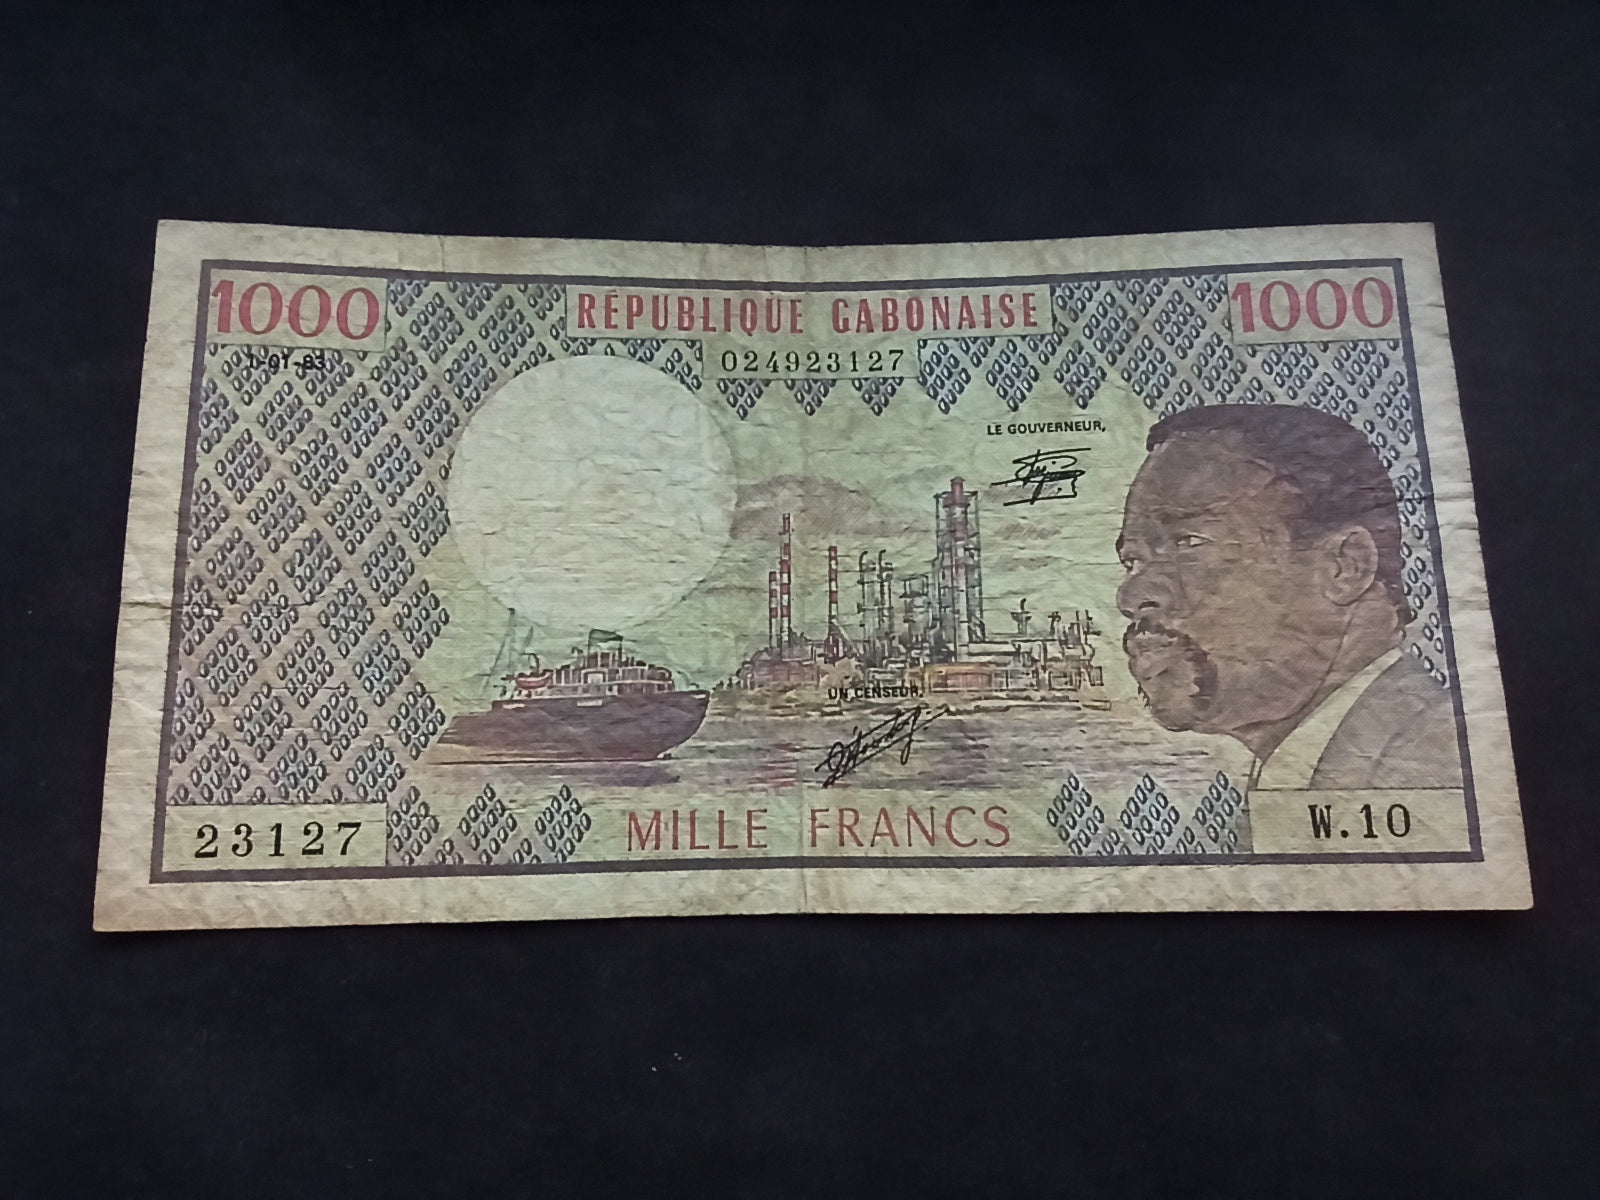 1000
RÉPUBLIQUE GABONAISE
1000
024923127
LE GOUVERNEUR,
UN CENSEUR,
23127
MILLE FRANCS
W.10